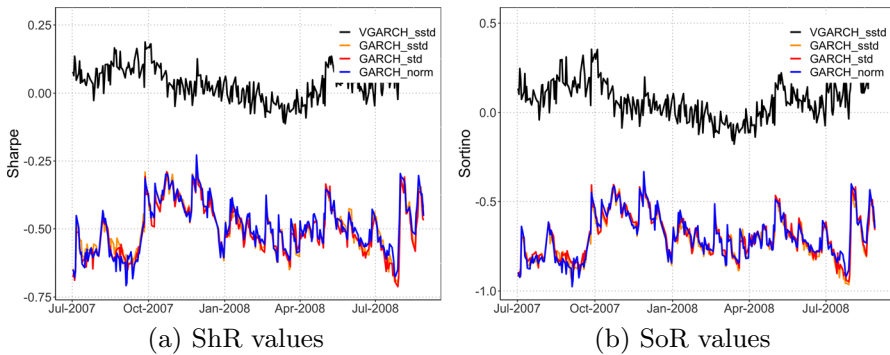 0.25
0.00
-0.25
-0.50
-0.75
Sharpe
VGARCH_sstd
GARCH_sstd
GARCH_std
GARCH_norm
Jul-2007 Oct-2007 Jan-2008 Apr-2008 Jul-2008
(a) ShR values
0.5
0.0
-0.5
-1.0
Sortino
VGARCH_sstd
GARCH_sstd
GARCH_std
GARCH_norm
Jul-2007 Oct-2007 Jan-2008 Apr-2008 Jul-2008
(b) SoR values